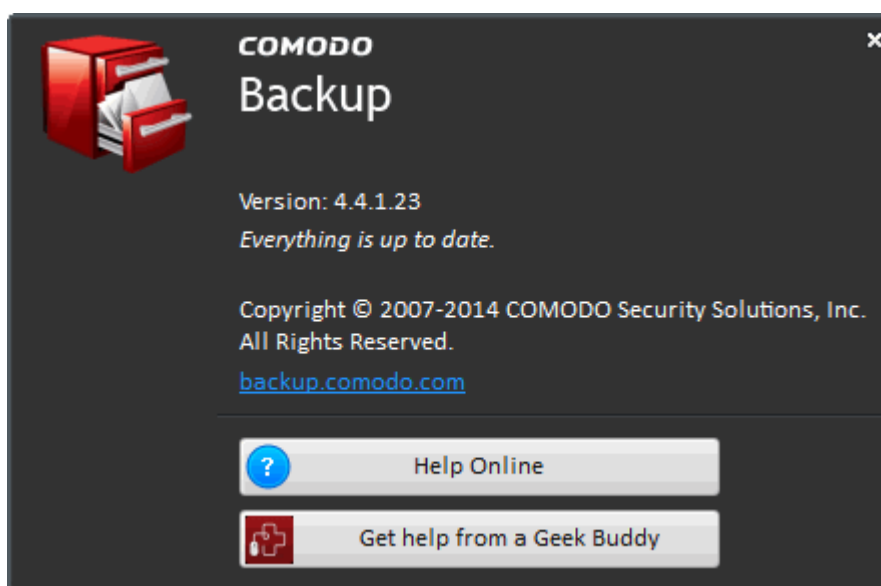 COMODO
Backup
Version: 4.4.1.23
Everything is up to date.
Copyright © 2007-2014 COMODO Security Solutions, Inc.
All Rights Reserved.
backup.comodo.com
Help Online
Get help from a Geek Buddy